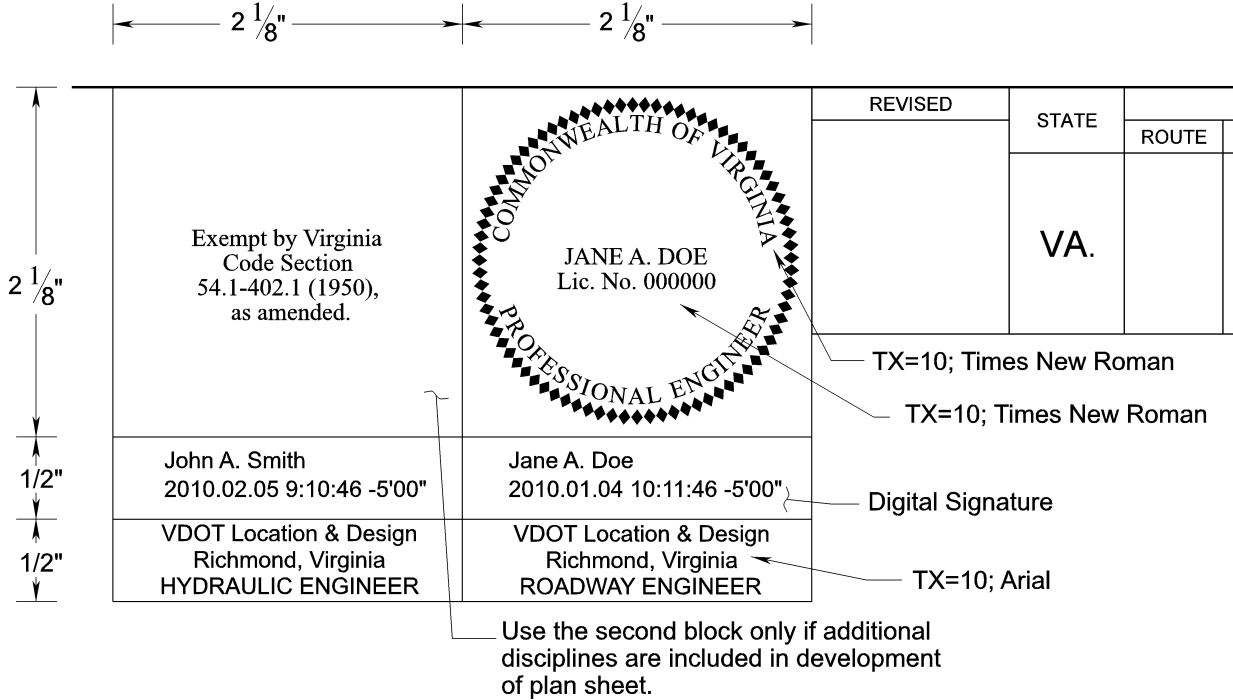 2 1/8"
2 1/8"
REVISED
STATE
ROUTE
VA.
2 1/8"
Exempt by Virginia
Code Section
54.1-402.1 (1950),
as amended.
COMMONWEALTH OF VIRGINIA
JANE A. DOE
Lic. No. 000000
PROFESSIONAL ENGINEER
TX=10; Times New Roman
TX=10; Times New Roman
1/2"
John A. Smith
2010.02.05 9:10:46 -5'00"
Jane A. Doe
2010.01.04 10:11:46 -5'00"
Digital Signature
1/2"
VDOT Location & Design
Richmond, Virginia
HYDRAULIC ENGINEER
VDOT Location & Design
Richmond, Virginia
ROADWAY ENGINEER
TX=10; Arial
Use the second block only if additional
disciplines are included in development
of plan sheet.